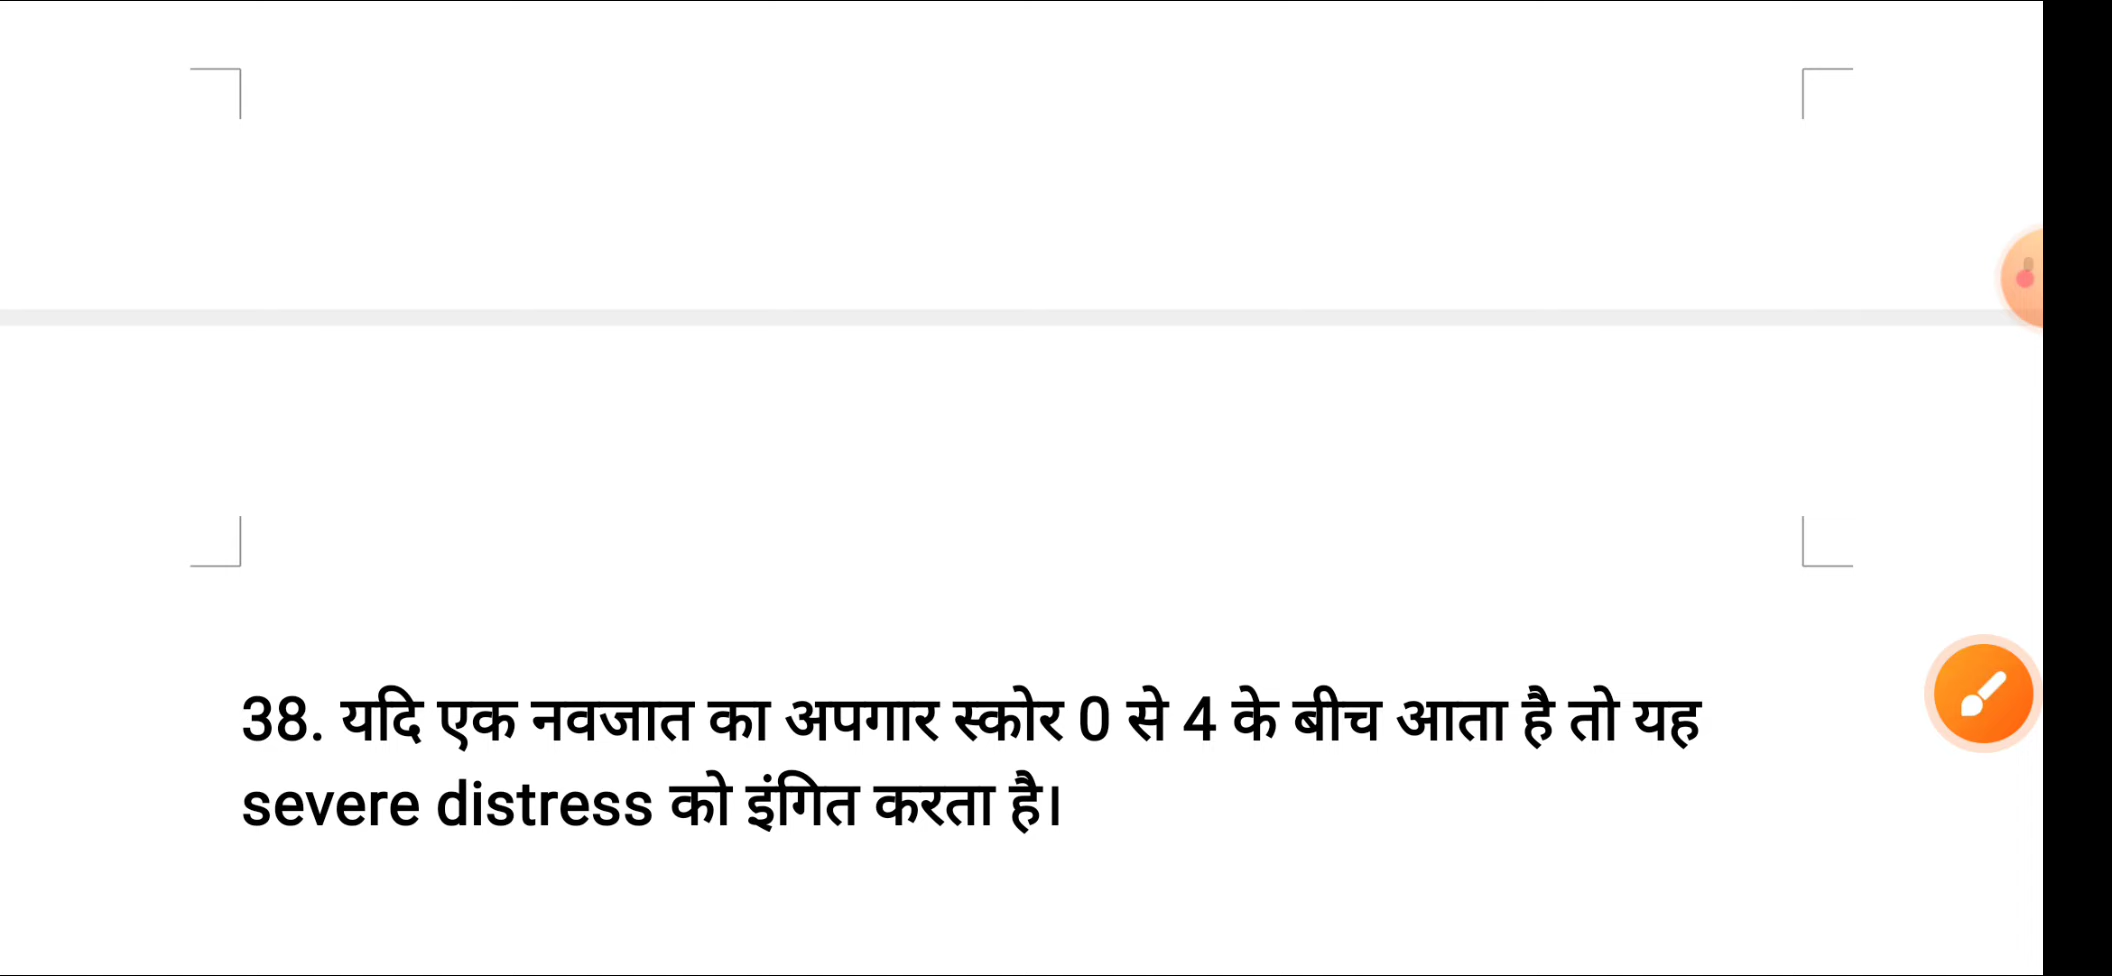 38. यदि एक नवजात का अपगार स्कोर 0 से 4 के बीच आता है तो यह
severe distress को इंगित करता है।